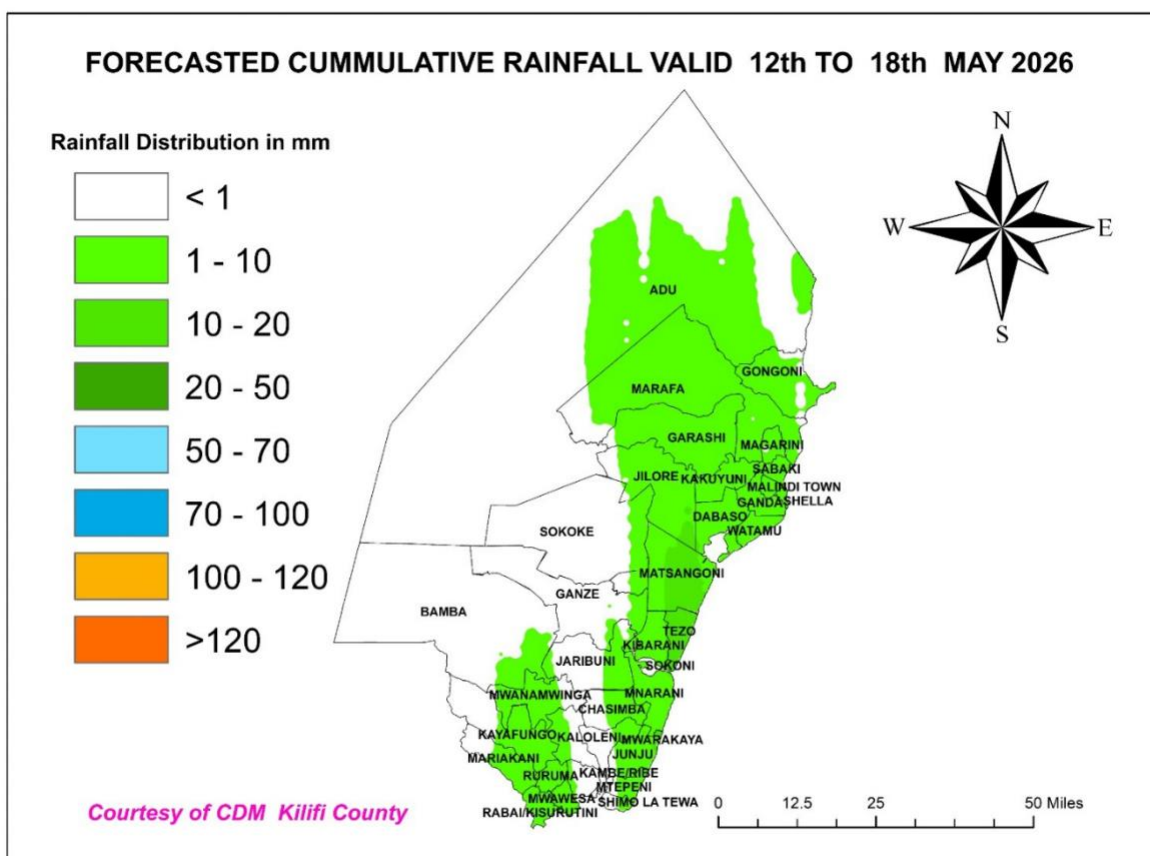 FORECASTED CUMMULATIVE RAINFALL VALID 12th TO 18th MAY 2026
Rainfall Distribution in mm
< 1
1 - 10
10 - 20
20 - 50
50 - 70
70 - 100
100 - 120
>120
N
W
E
S
ADU
GONGONI
MARAFA
GARASHI
MAGARINI
SABAKI
JILORE
KAKUYUNI
MALINDI TOWN
GANDA
SHELLA
DABASO
WATAMU
SOKOKE
MATSANGONI
GANZE
BAMBA
TEZO
KIBARANI
JARIBUNI
SOKONI
MWANAMWINGA
MNARANI
CHASIMBA
KAYAFUNGO
KALOLENI
MWARAKAYA
MARIAKANI
JUNJU
RURUMA
KAMBE/RIBE
MTEPENI
MWAWESA
SHIMO LA TEWA
RABAI/KISURUTINI
Courtesy of CDM Kilifi County
0 12.5 25 50 Miles